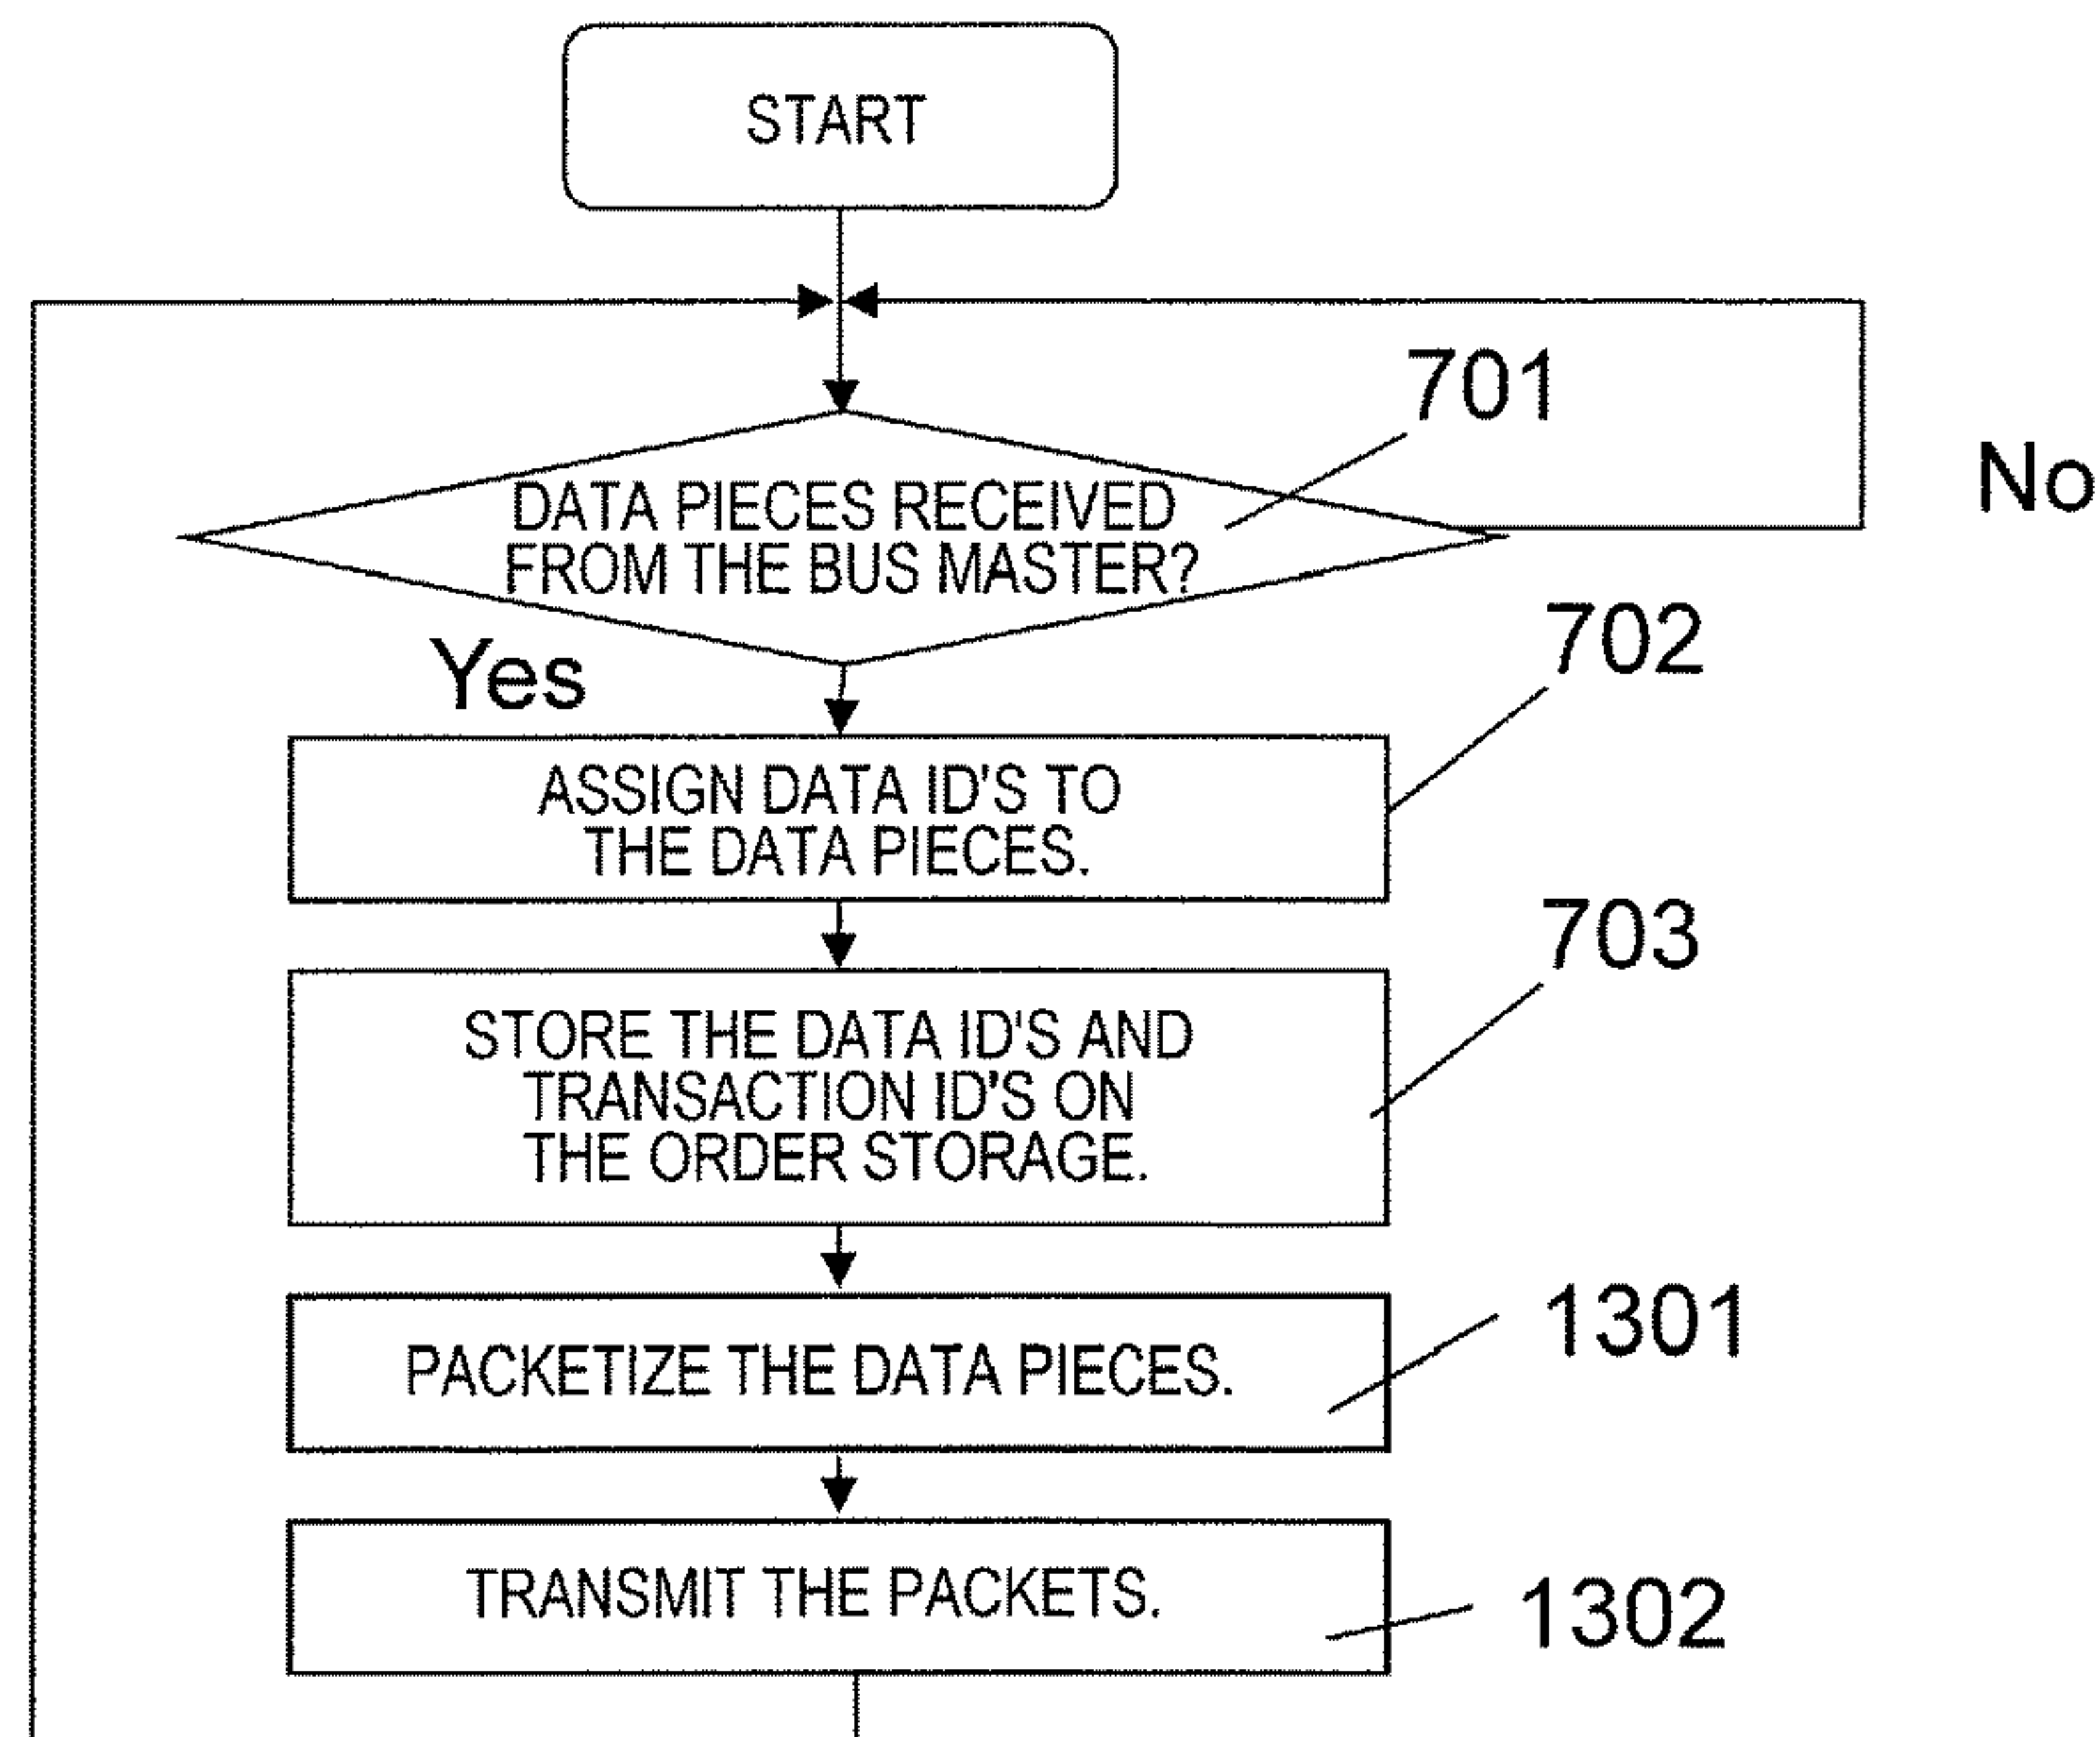 START
701
No
DATA PIECES RECEIVED
FROM THE BUS MASTER?
Yes
702
ASSIGN DATA ID'S TO
THE DATA PIECES.
703
STORE THE DATA ID'S AND
TRANSACTION ID'S ON
THE ORDER STORAGE.
1301
PACKETIZE THE DATA PIECES.
1302
TRANSMIT THE PACKETS.